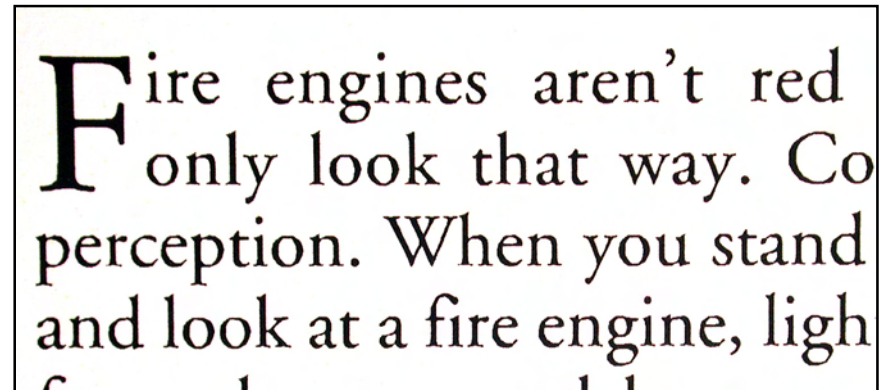 Fire engines aren't red
only look that way. Co
perception. When you stand
and look at a fire engine, ligh